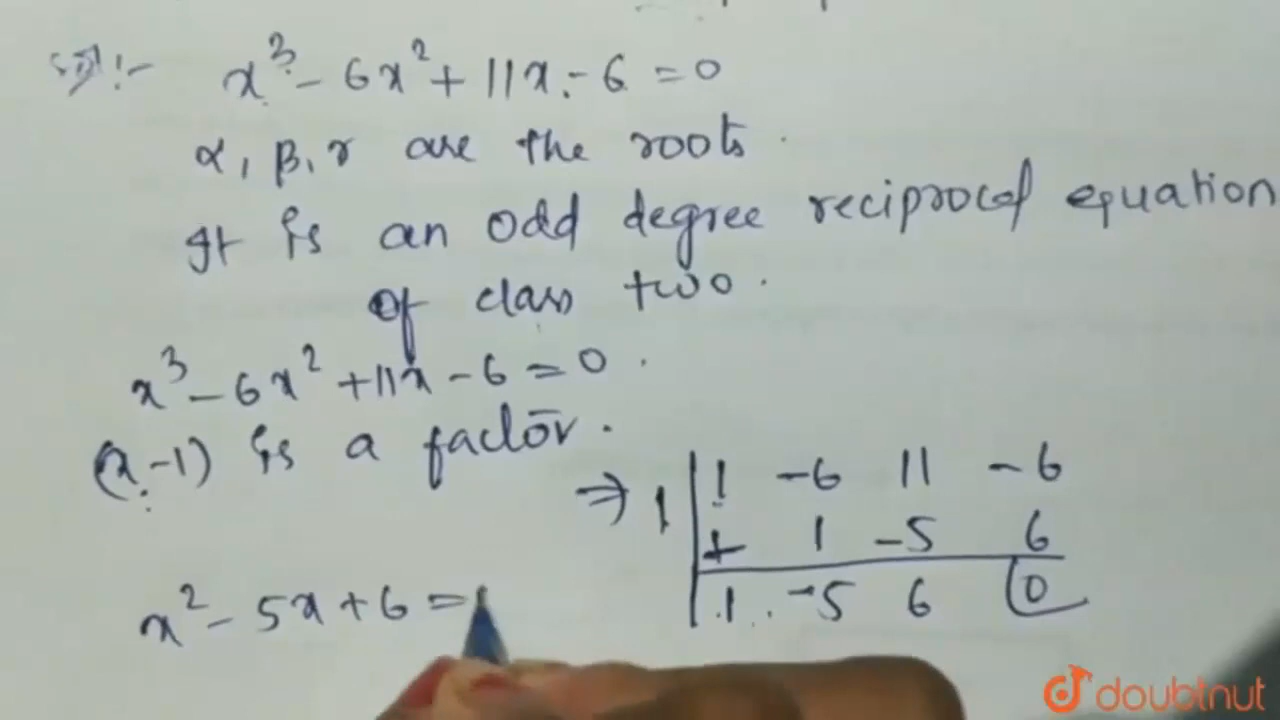 Sol:- x³ - 6x² + 11x - 6 = 0
α, β, r are the roots.
It is an odd degree reciprocal equation
of class two.
x³ - 6x² + 11x - 6 = 0.
(x - 1) is a factor.
⇒ 1 | 1 -6 11 -6
+ 1 -5 6
1 -5 6 0
x² - 5x + 6 =
doubtnut